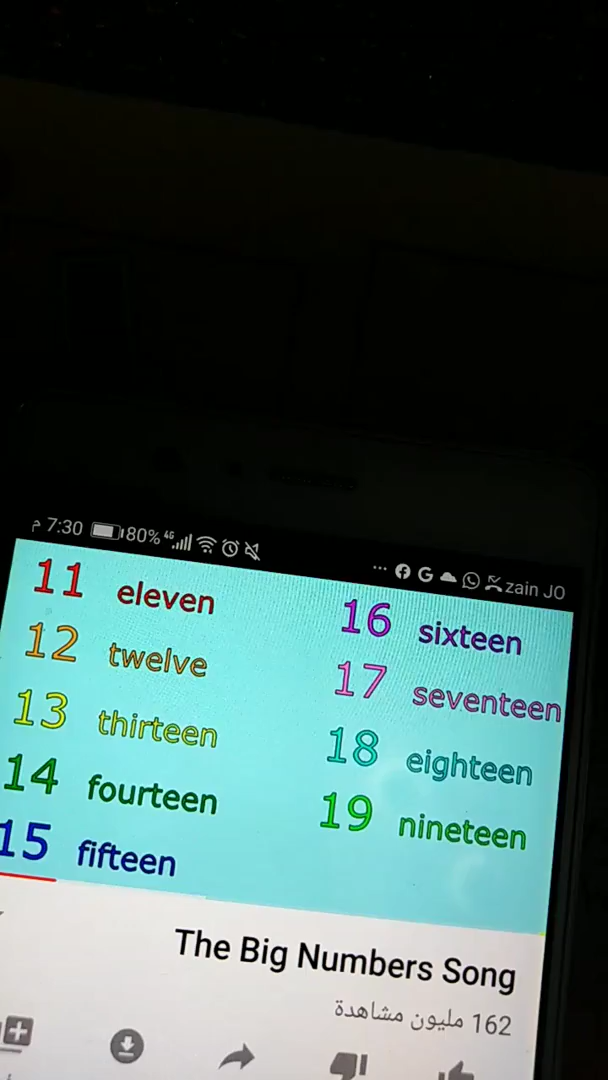 م 7:30 80% 4G zain JO
11 eleven
12 twelve
13 thirteen
14 fourteen
15 fifteen
16 sixteen
17 seventeen
18 eighteen
19 nineteen
The Big Numbers Song
162 مليون مشاهدة